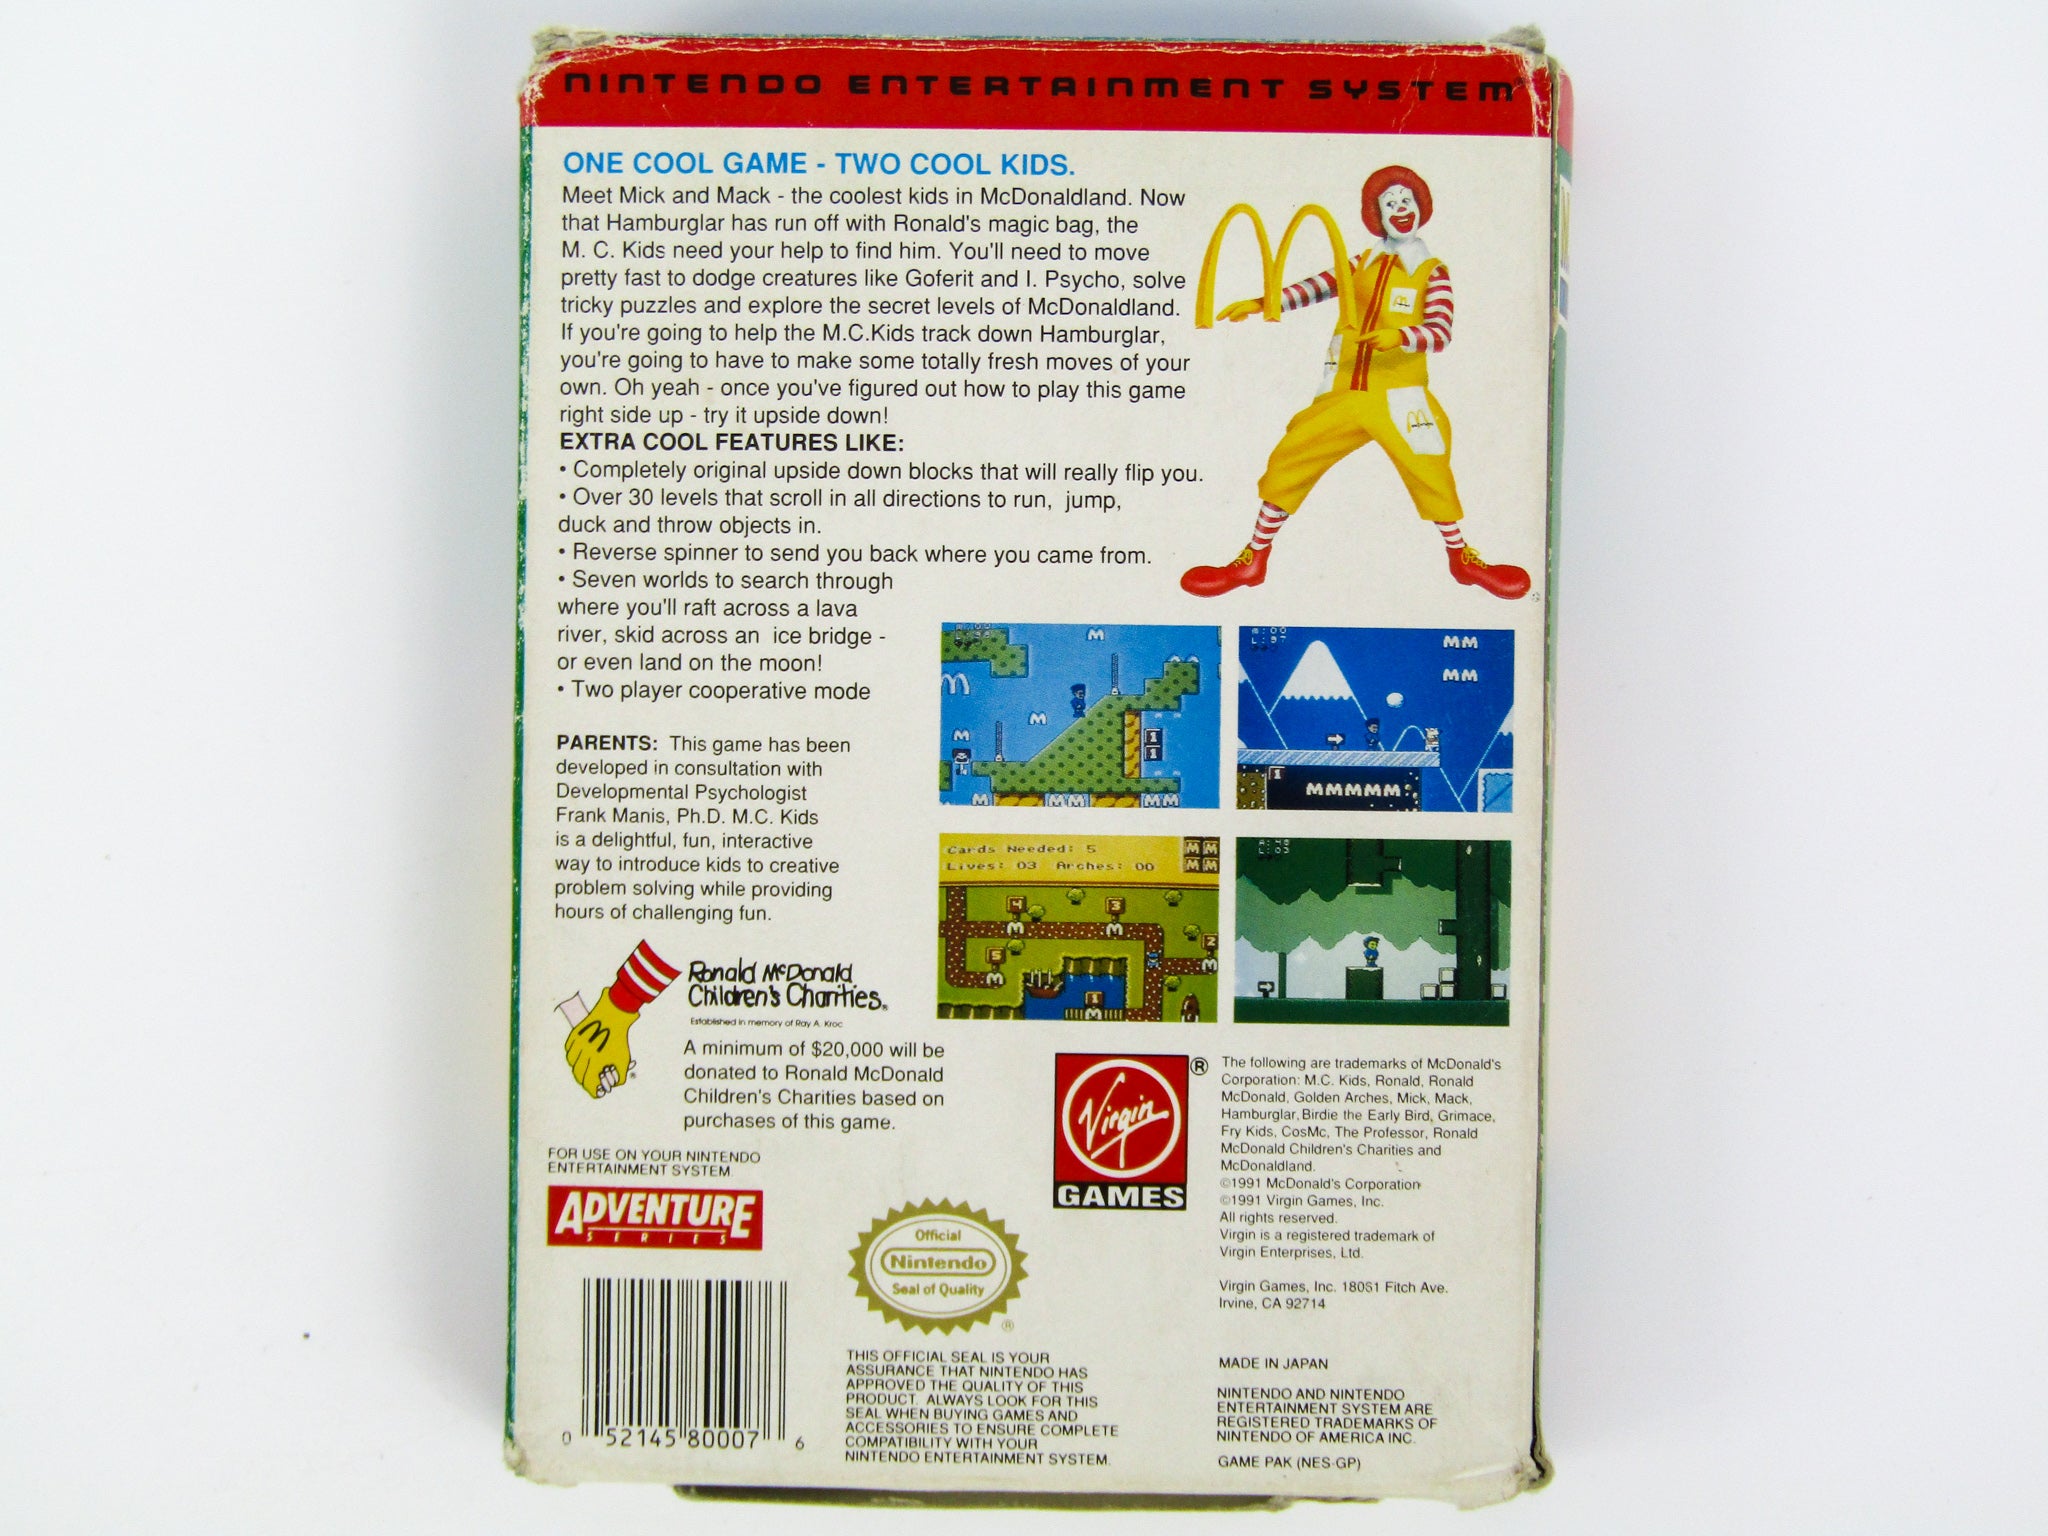 NINTENDO ENTERTAINMENT SYSTEM®
ONE COOL GAME - TWO COOL KIDS.
Meet Mick and Mack - the coolest kids in McDonaldland. Now
that Hamburglar has run off with Ronald's magic bag, the
M. C. Kids need your help to find him. You'll need to move
pretty fast to dodge creatures like Goferit and I. Psycho, solve
tricky puzzles and explore the secret levels of McDonaldland.
If you're going to help the M.C.Kids track down Hamburglar,
you're going to have to make some totally fresh moves of your
own. Oh yeah - once you've figured out how to play this game
right side up - try it upside down!
EXTRA COOL FEATURES LIKE:
• Completely original upside down blocks that will really flip you.
• Over 30 levels that scroll in all directions to run, jump,
duck and throw objects in.
• Reverse spinner to send you back where you came from.
• Seven worlds to search through
where you'll raft across a lava
river, skid across an ice bridge -
or even land on the moon!
• Two player cooperative mode
PARENTS: This game has been
developed in consultation with
Developmental Psychologist
Frank Manis, Ph.D. M.C. Kids
is a delightful, fun, interactive
way to introduce kids to creative
problem solving while providing
hours of challenging fun.
Cards Needed: 5
Lives: 03 Arches: 00
Ronald McDonald
Children's Charities®
Established in memory of Ray A. Kroc
A minimum of $20,000 will be
donated to Ronald McDonald
Children's Charities based on
purchases of this game.
Virgin®
GAMES
The following are trademarks of McDonald's
Corporation: M.C. Kids, Ronald, Ronald
McDonald, Golden Arches, Mick, Mack,
Hamburglar, Birdie the Early Bird, Grimace,
Fry Kids, CosMc, The Professor, Ronald
McDonald Children's Charities and
McDonaldland.
©1991 McDonald's Corporation
©1991 Virgin Games, Inc.
All rights reserved.
Virgin is a registered trademark of
Virgin Enterprises, Ltd.
Virgin Games, Inc. 18061 Fitch Ave.
Irvine, CA 92714
FOR USE ON YOUR NINTENDO
ENTERTAINMENT SYSTEM
ADVENTURE
SERIES
Official
Nintendo
Seal of Quality
®
THIS OFFICIAL SEAL IS YOUR
ASSURANCE THAT NINTENDO HAS
APPROVED THE QUALITY OF THIS
PRODUCT. ALWAYS LOOK FOR THIS
SEAL WHEN BUYING GAMES AND
ACCESSORIES TO ENSURE COMPLETE
COMPATIBILITY WITH YOUR
NINTENDO ENTERTAINMENT SYSTEM.
MADE IN JAPAN
NINTENDO AND NINTENDO
ENTERTAINMENT SYSTEM ARE
REGISTERED TRADEMARKS OF
NINTENDO OF AMERICA INC.
GAME PAK (NES-GP)
0 52145 80007 6